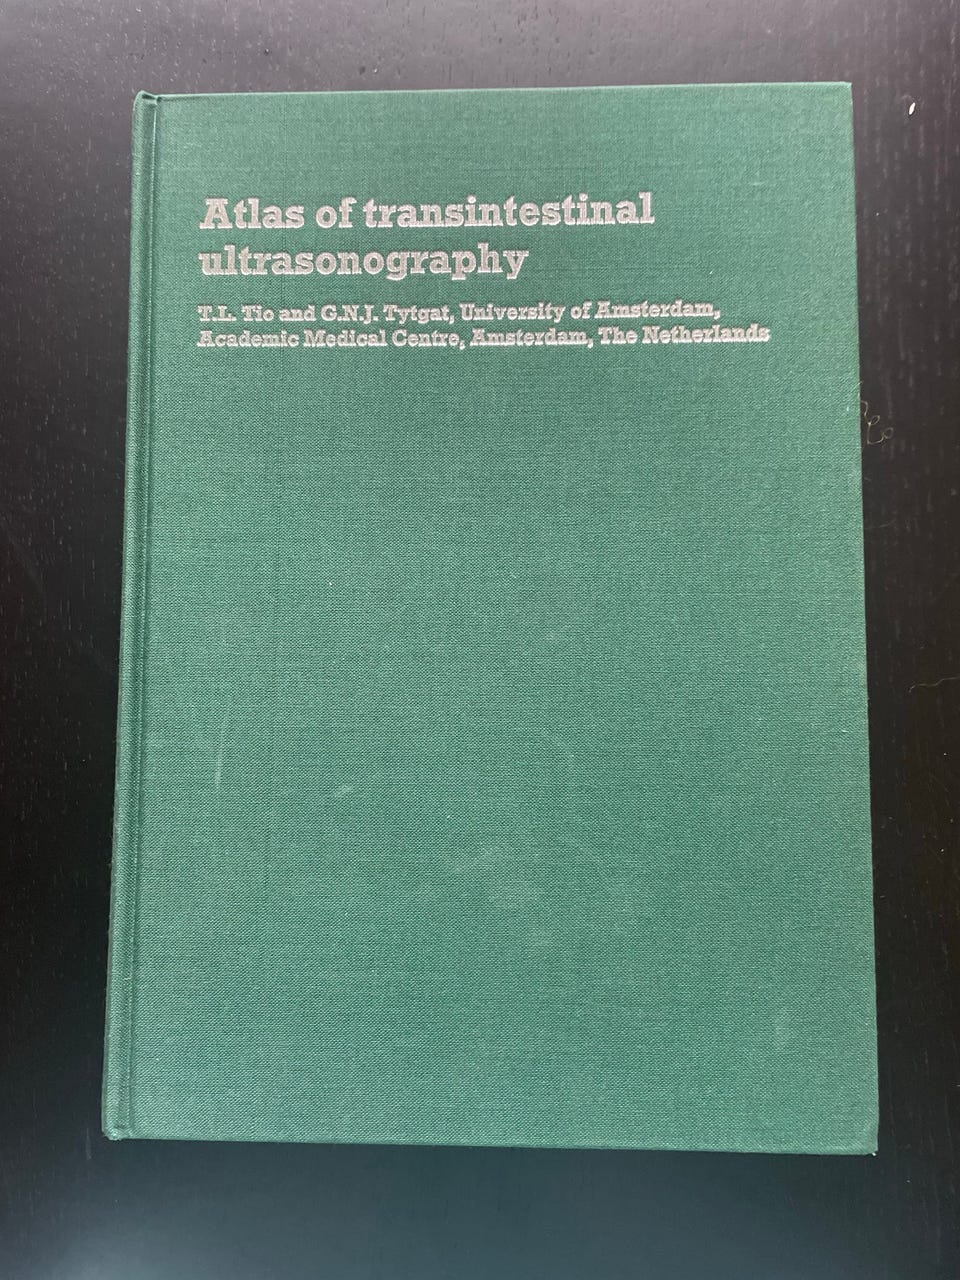 Atlas of transintestinal
ultrasonography
T.L. Tio and G.N.J. Tytgat, University of Amsterdam,
Academic Medical Centre, Amsterdam, The Netherlands